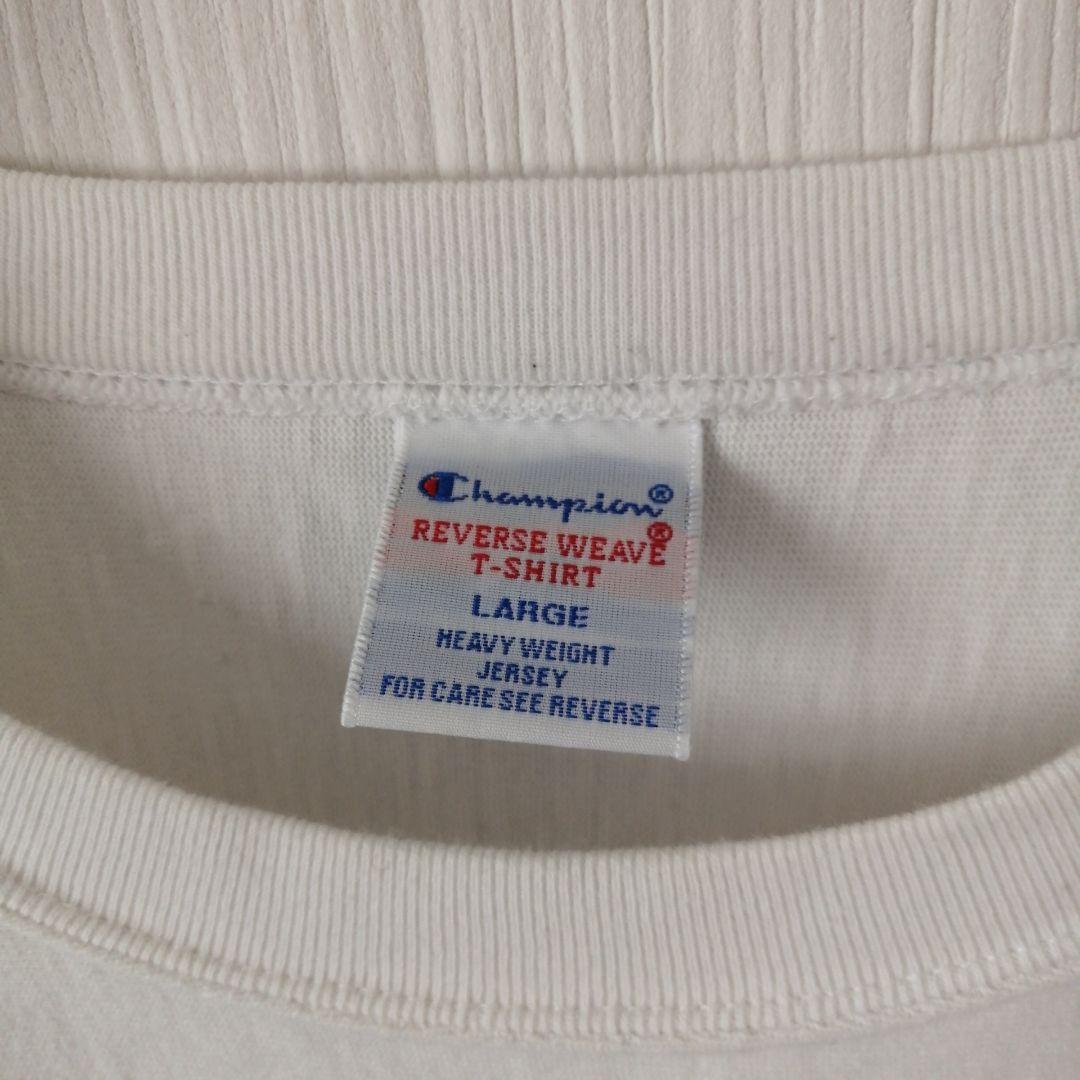 Champion®
REVERSE WEAVE®
T-SHIRT
LARGE
HEAVY WEIGHT
JERSEY
FOR CARE SEE REVERSE